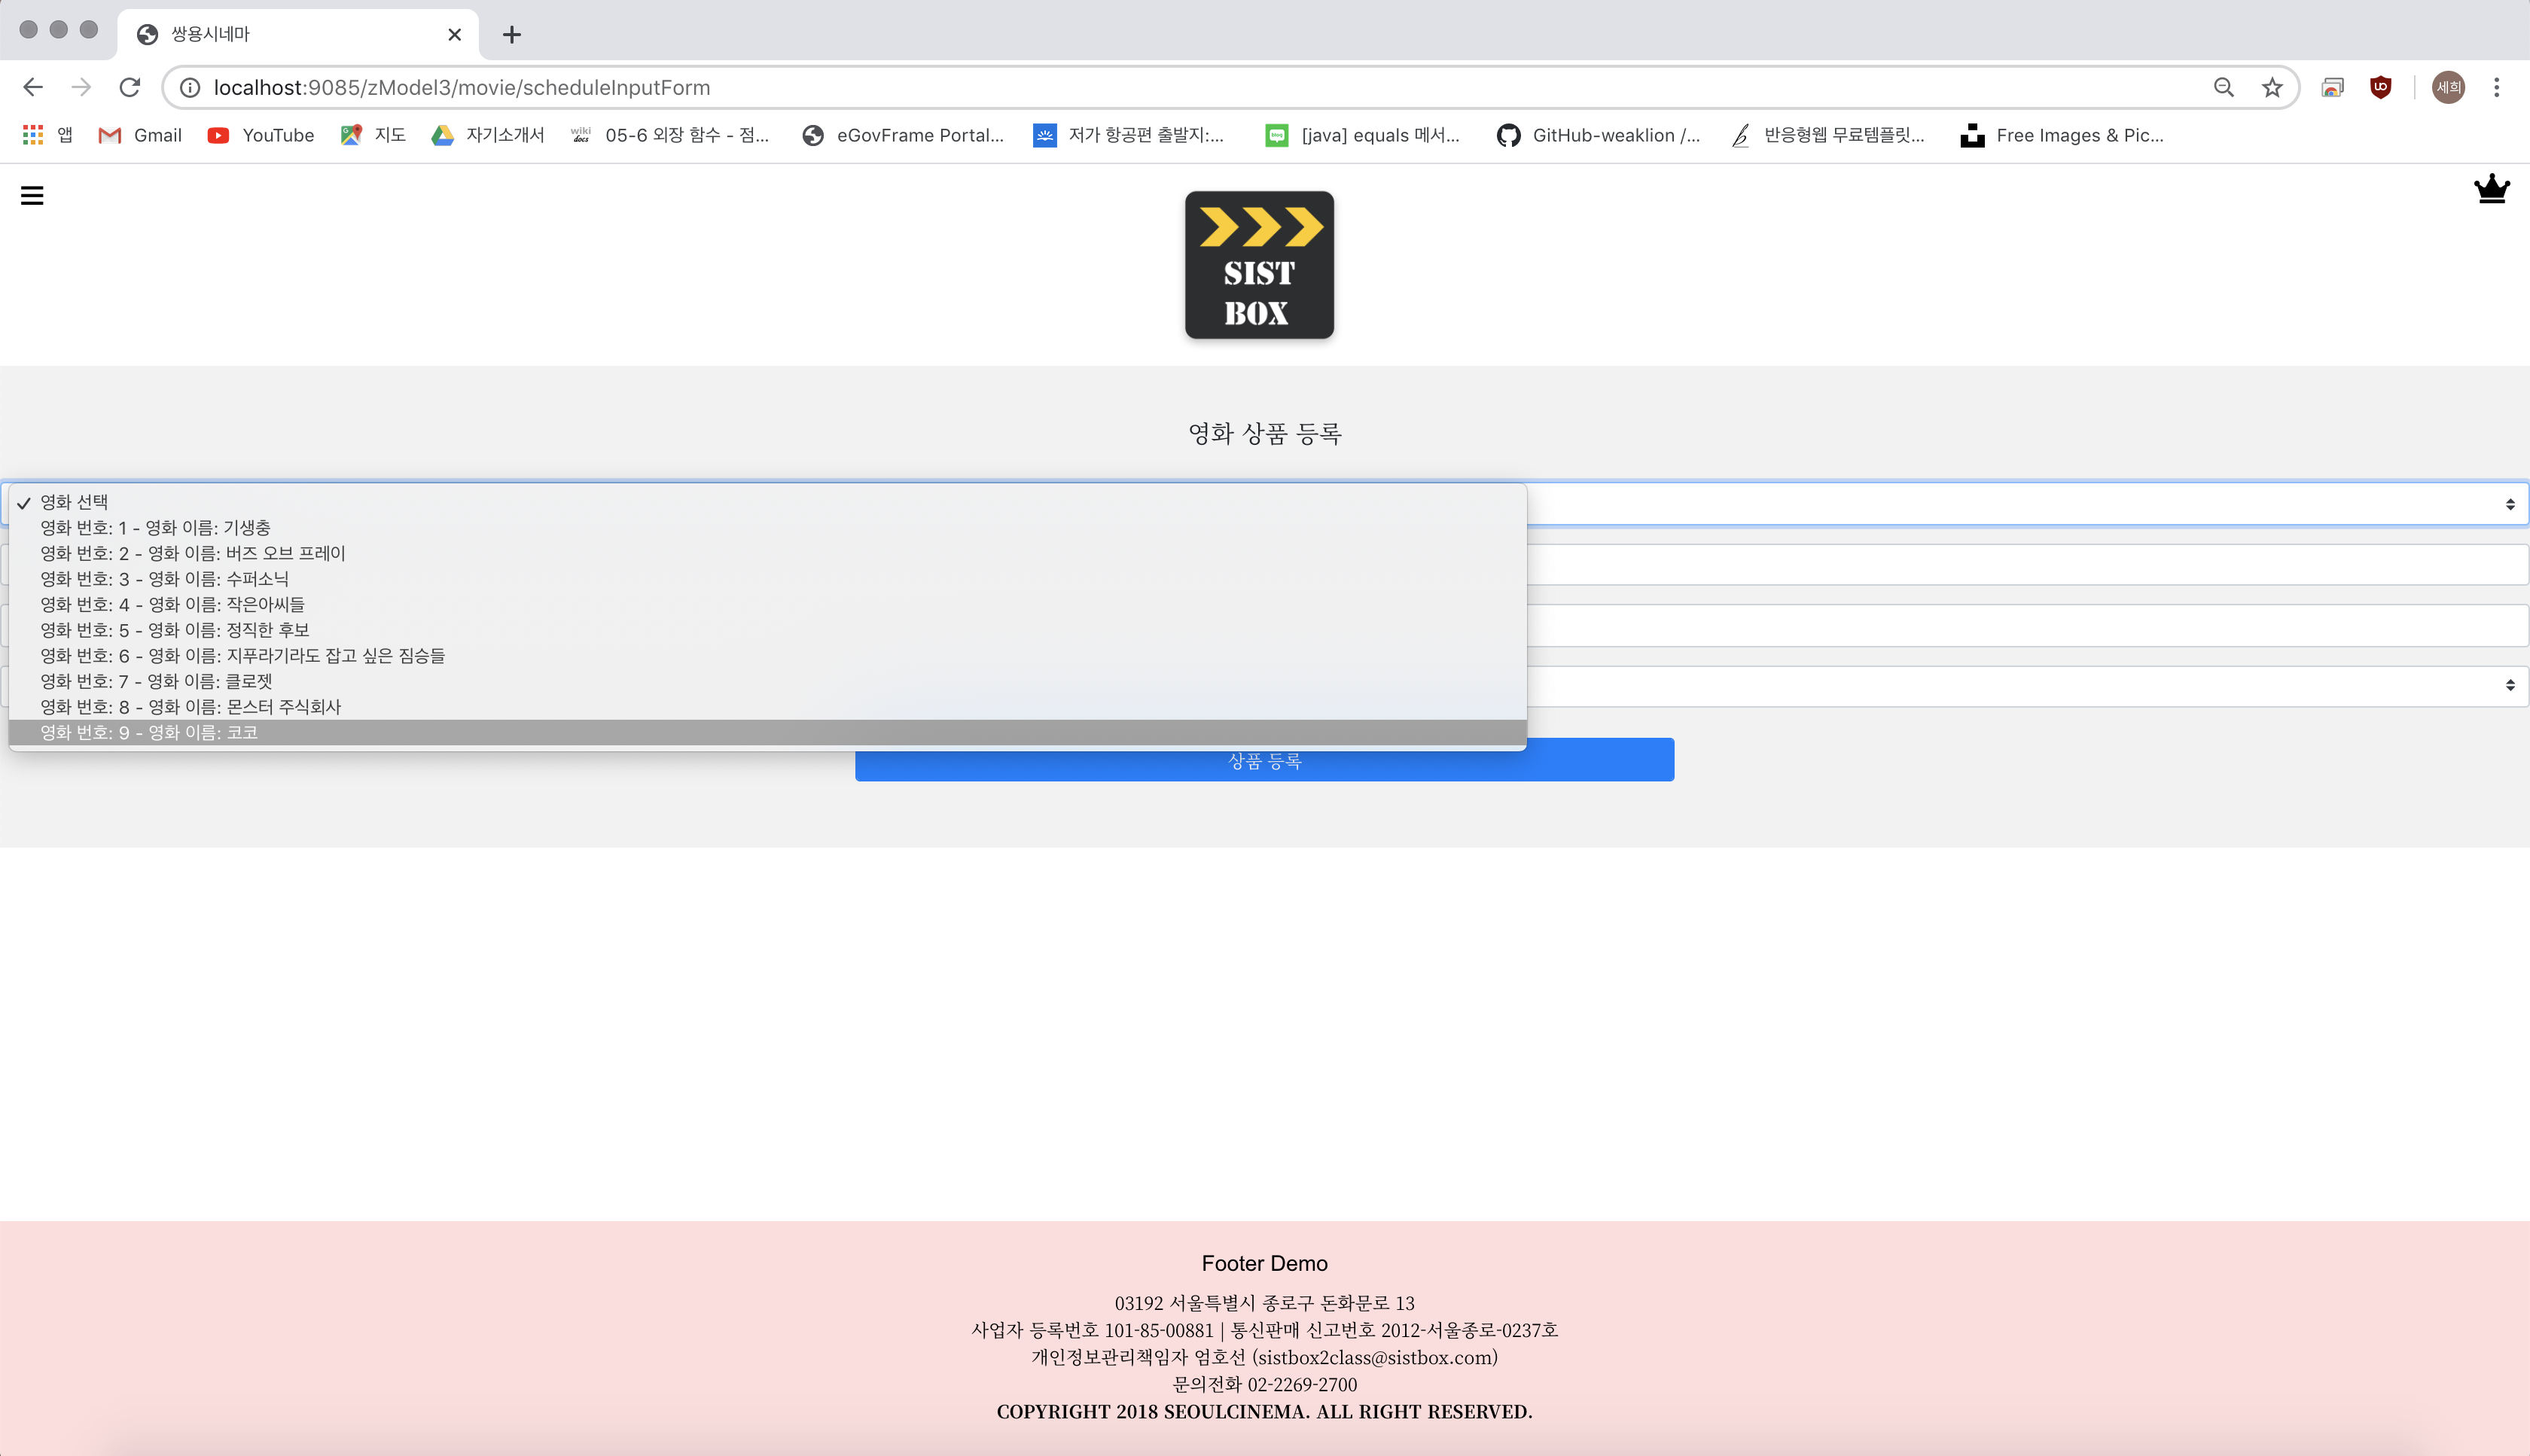 쌍용시네마
localhost:9085/zModel3/movie/scheduleInputForm
세희
앱 Gmail YouTube 지도 자기소개서 05-6 외장 함수 - 점... eGovFrame Portal... 저가 항공편 출발지:... [java] equals 메서... GitHub-weaklion /... 반응형웹 무료템플릿... Free Images & Pic...
SIST
BOX
영화 상품 등록
영화 선택
영화 번호: 1 - 영화 이름: 기생충
영화 번호: 2 - 영화 이름: 버즈 오브 프레이
영화 번호: 3 - 영화 이름: 수퍼소닉
영화 번호: 4 - 영화 이름: 작은아씨들
영화 번호: 5 - 영화 이름: 정직한 후보
영화 번호: 6 - 영화 이름: 지푸라기라도 잡고 싶은 짐승들
영화 번호: 7 - 영화 이름: 클로젯
영화 번호: 8 - 영화 이름: 몬스터 주식회사
영화 번호: 9 - 영화 이름: 코코
상품 등록
Footer Demo
03192 서울특별시 종로구 돈화문로 13
사업자 등록번호 101-85-00881 | 통신판매 신고번호 2012-서울종로-0237호
개인정보관리책임자 엄호선 (sistbox2class@sistbox.com)
문의전화 02-2269-2700
COPYRIGHT 2018 SEOULCINEMA. ALL RIGHT RESERVED.